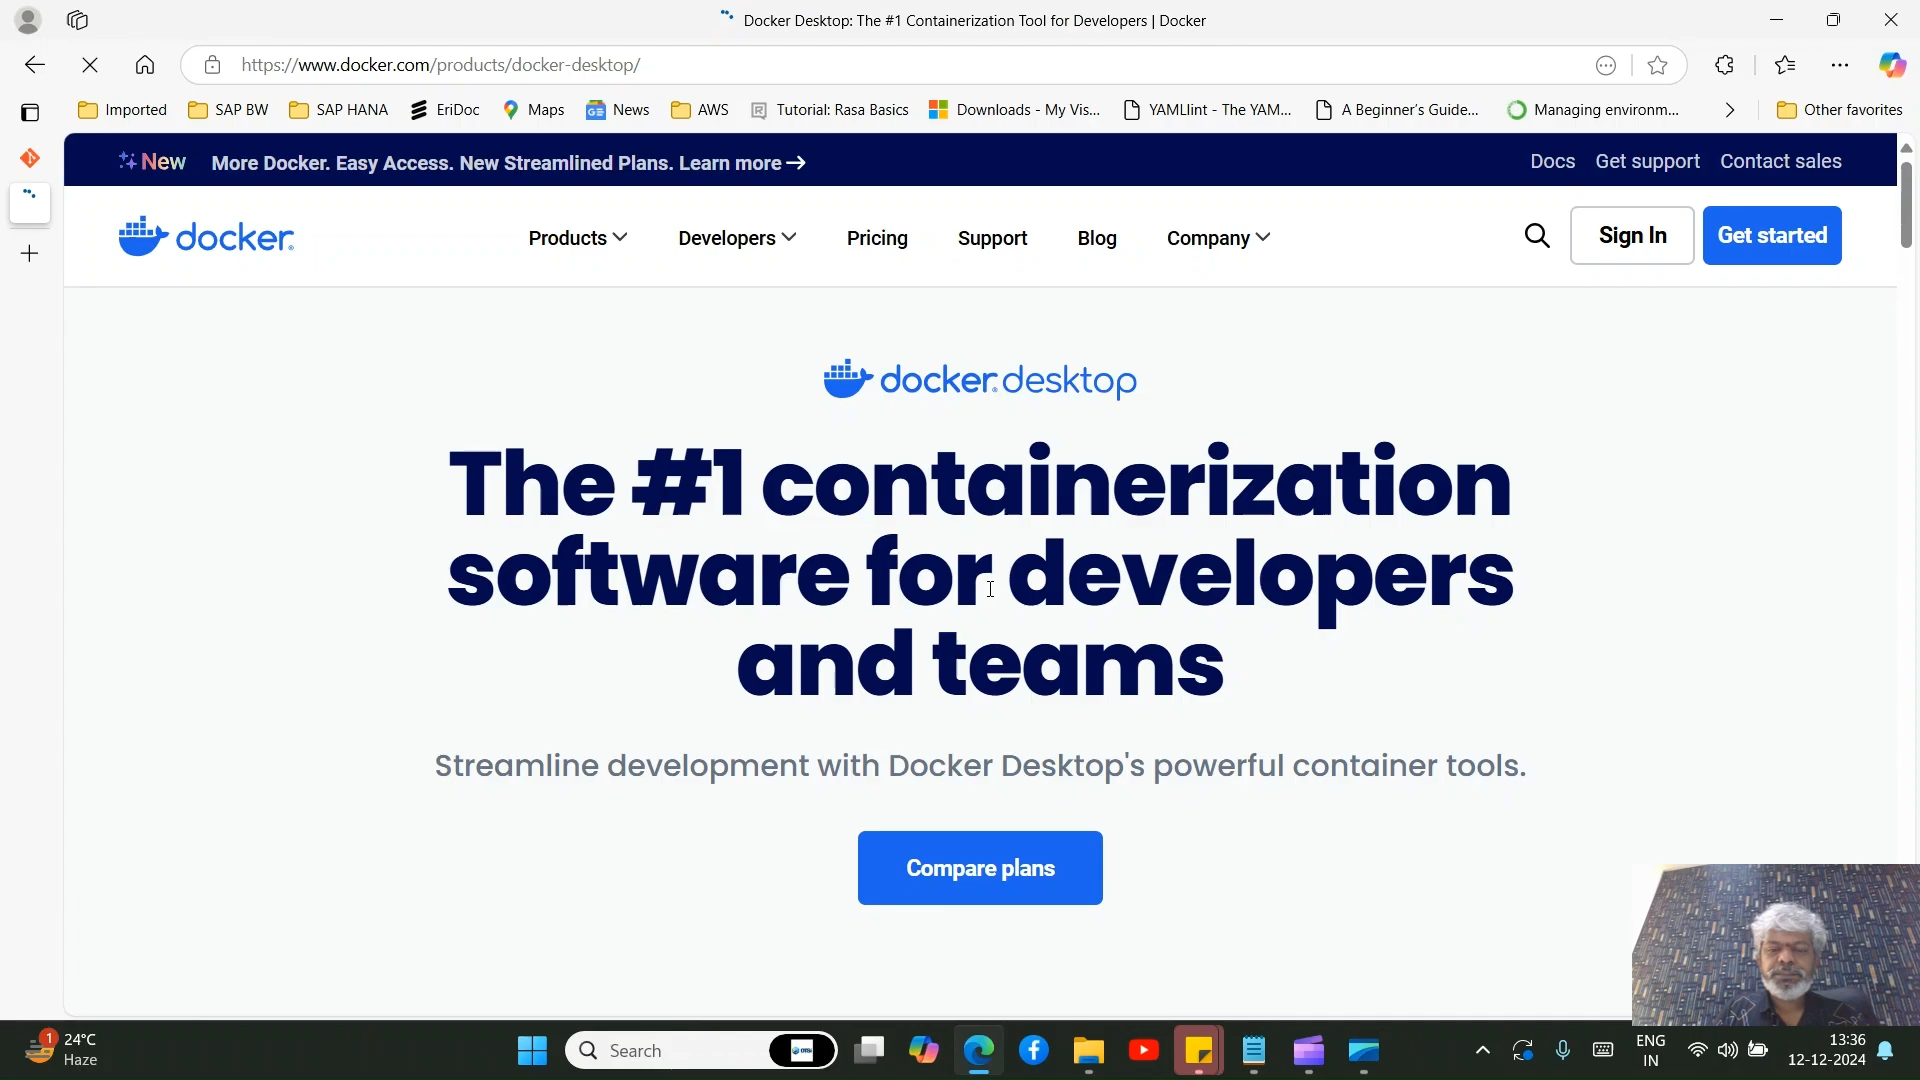 Docker Desktop: The #1 Containerization Tool for Developers | Docker
https://www.docker.com/products/docker-desktop/
Imported SAP BW SAP HANA EriDoc Maps News AWS Tutorial: Rasa Basics Downloads - My Vis... YAMLlint - The YAM... A Beginner's Guide... Managing environm... Other favorites
New More Docker. Easy Access. New Streamlined Plans. Learn more → Docs Get support Contact sales
docker Products Developers Pricing Support Blog Company Sign In Get started
docker desktop
The #1 containerization
software for developers
and teams
Streamline development with Docker Desktop's powerful container tools.
Compare plans
1 24°C
Haze
Search
ENG
IN
13:36
12-12-2024